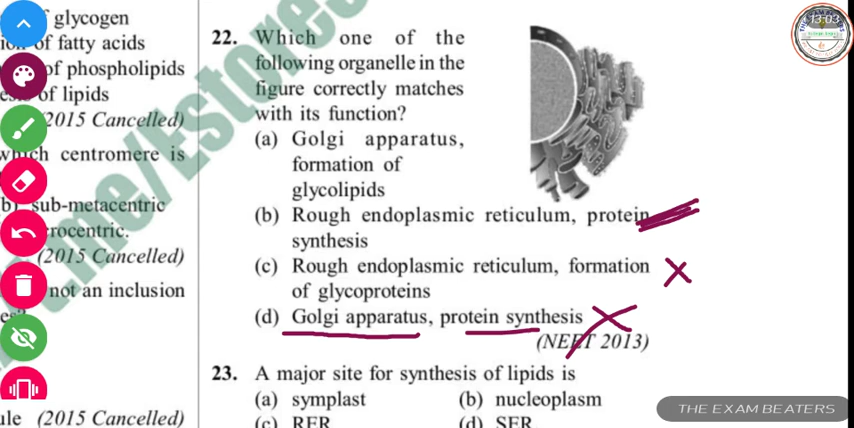 glycogen
of fatty acids
of phospholipids
of lipids
2015 Cancelled)
which centromere is
sub-metacentric
rocentric.
(2015 Cancelled)
not an inclusion
(2015 Cancelled)
22. Which one of the
following organelle in the
figure correctly matches
with its function?
(a) Golgi apparatus,
formation of
glycolipids
(b) Rough endoplasmic reticulum, protein
synthesis
(c) Rough endoplasmic reticulum, formation
of glycoproteins
(d) Golgi apparatus, protein synthesis
(NEET 2013)
23. A major site for synthesis of lipids is
(a) symplast (b) nucleoplasm
(c) RER (d) SER
13:03
THE EXAM BEATERS